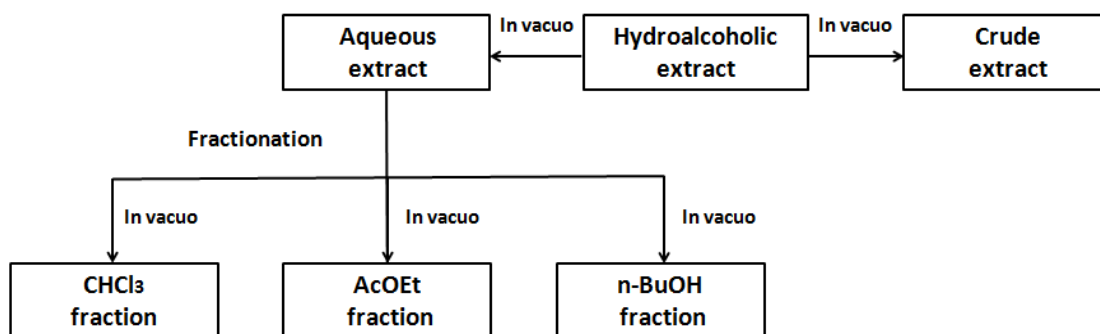 Aqueous
extract
In vacuo
Hydroalcoholic
extract
In vacuo
Crude
extract
Fractionation
In vacuo
In vacuo
In vacuo
CHCl₃
fraction
AcOEt
fraction
n-BuOH
fraction